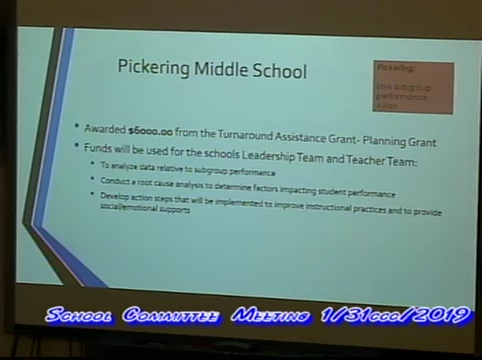 Pickering Middle School
Pickering:
Low subgroup
performance:
Asian
Awarded $6000.00 from the Turnaround Assistance Grant- Planning Grant
Funds will be used for the schools Leadership Team and Teacher Team:
To analyze data relative to subgroup performance
Conduct a root cause analysis to determine factors impacting student performance
Develop action steps that will be implemented to improve instructional practices and to provide
social/emotional supports
School Committee Meeting 1/31ccc/2019